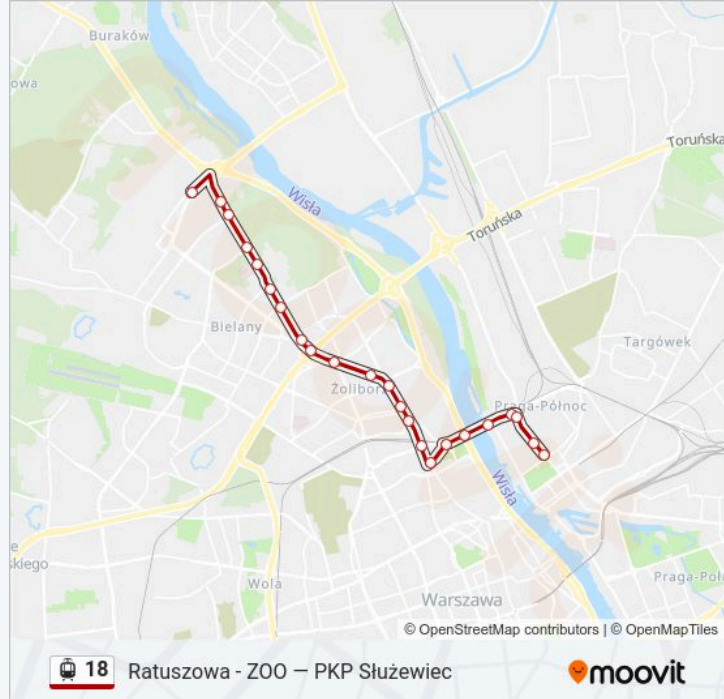 Buraków
owa
Toruńska
Wisła
Toruńska
Bielany
Targówek
Żoliborz
Praga-Północ
Wisła
e
skiego
Wola
Praga-Połu
Warszawa
© OpenStreetMap contributors | © OpenMapTiles
18 Ratuszowa - ZOO — PKP Służewiec
moovit